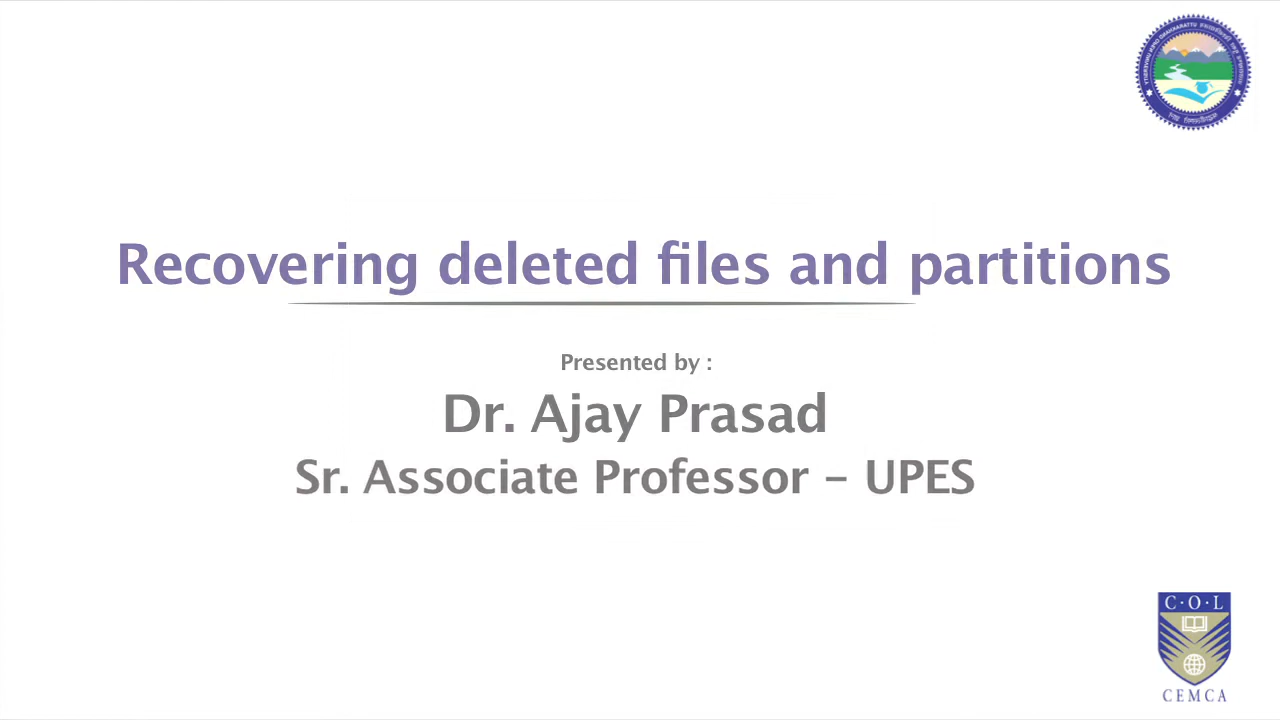 Recovering deleted files and partitions
Presented by :
Dr. Ajay Prasad
Sr. Associate Professor – UPES
C·O·L
CEMCA